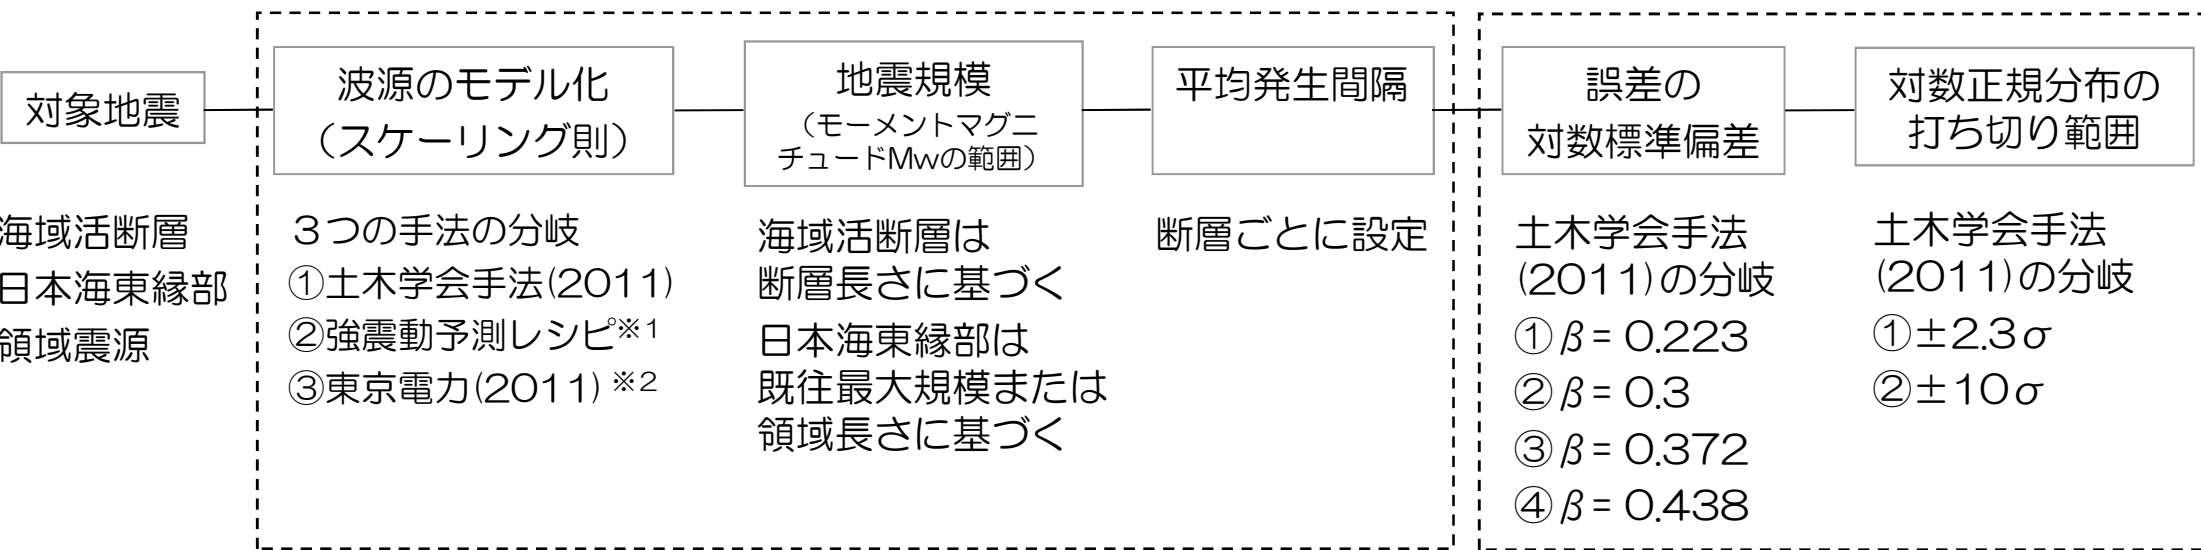 対象地震
海域活断層
日本海東縁部
領域震源
波源のモデル化
（スケーリング則）
３つの手法の分岐
①土木学会手法(2011)
②強震動予測レシピ※1
③東京電力(2011) ※2
地震規模
（モーメントマグニ
チュードMwの範囲）
海域活断層は
断層長さに基づく
日本海東縁部は
既往最大規模または
領域長さに基づく
平均発生間隔
断層ごとに設定
誤差の
対数標準偏差
土木学会手法
(2011)の分岐
①β= 0.223
②β= 0.3
③β= 0.372
④β= 0.438
対数正規分布の
打ち切り範囲
土木学会手法
(2011)の分岐
①±2.3σ
②±10σ